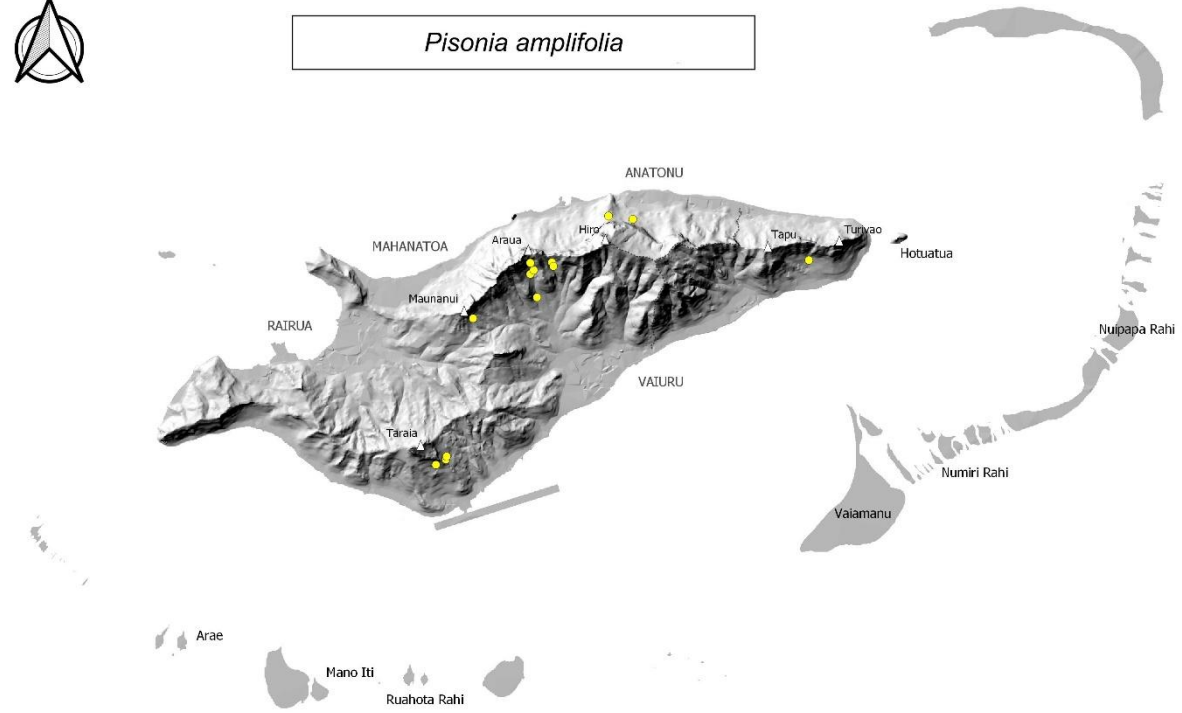 Pisonia amplifolia
ANATONU
Araua
Hiro
Tapu
Turivao
MAHANATOA
Hotuatua
Maunanui
RAIRUA
Nuipapa Rahi
VAIURU
Taraia
Numiri Rahi
Vaiamanu
Arae
Mano Iti
Ruahota Rahi